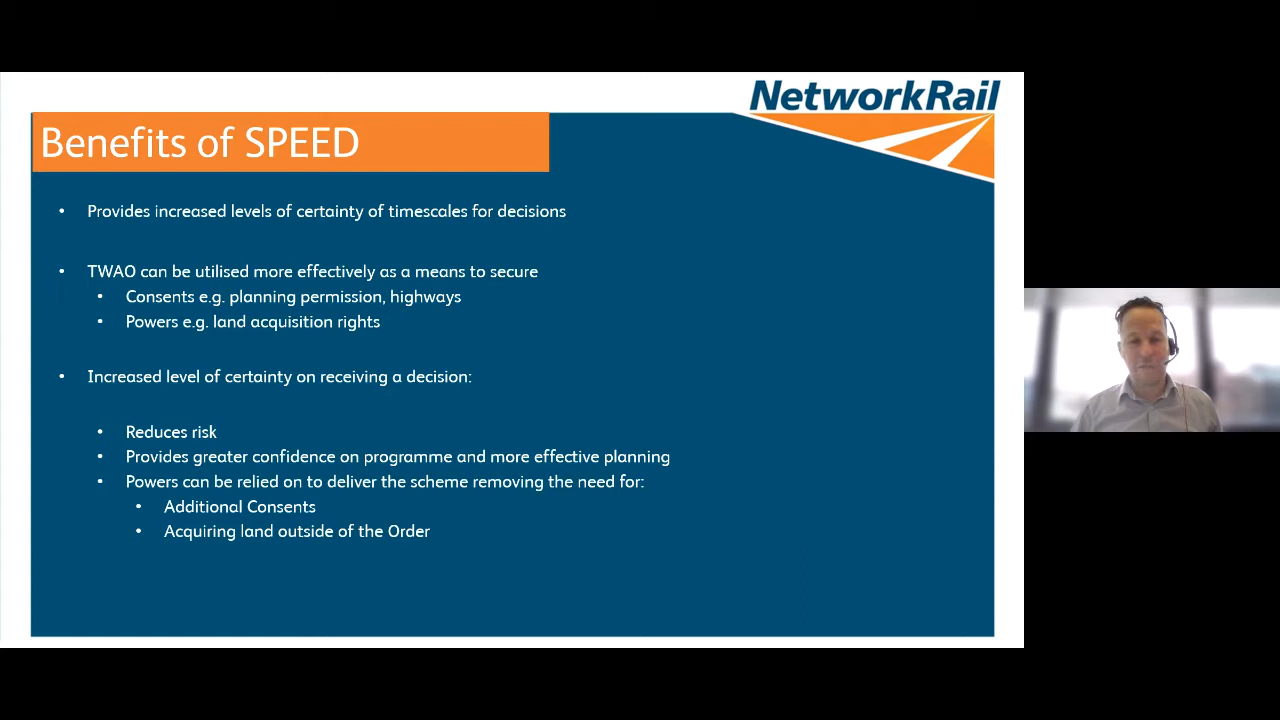 NetworkRail
Benefits of SPEED
• Provides increased levels of certainty of timescales for decisions
• TWAO can be utilised more effectively as a means to secure
• Consents e.g. planning permission, highways
• Powers e.g. land acquisition rights
• Increased level of certainty on receiving a decision:
• Reduces risk
• Provides greater confidence on programme and more effective planning
• Powers can be relied on to deliver the scheme removing the need for:
• Additional Consents
• Acquiring land outside of the Order